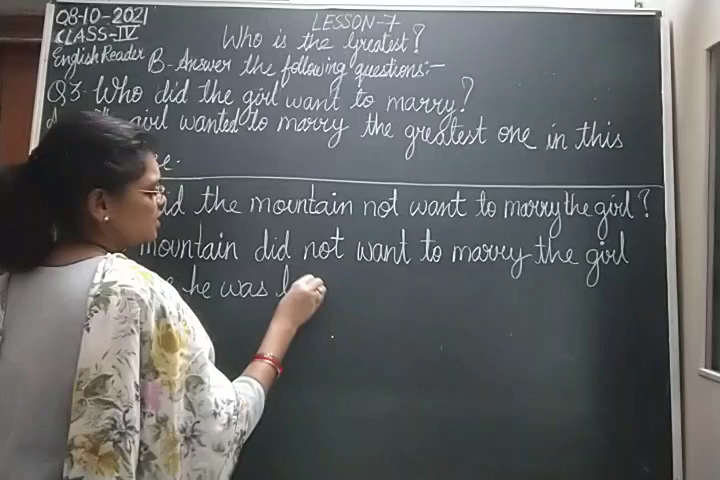 08-10-2021
LESSON-7
CLASS-IV
Who is the Greatest?
English Reader
B- Answer the following questions:-
Q3. Who did the girl want to marry?
girl wanted to marry the greatest one in this
did the mountain not want to marry the girl?
mountain did not want to marry the girl
he was